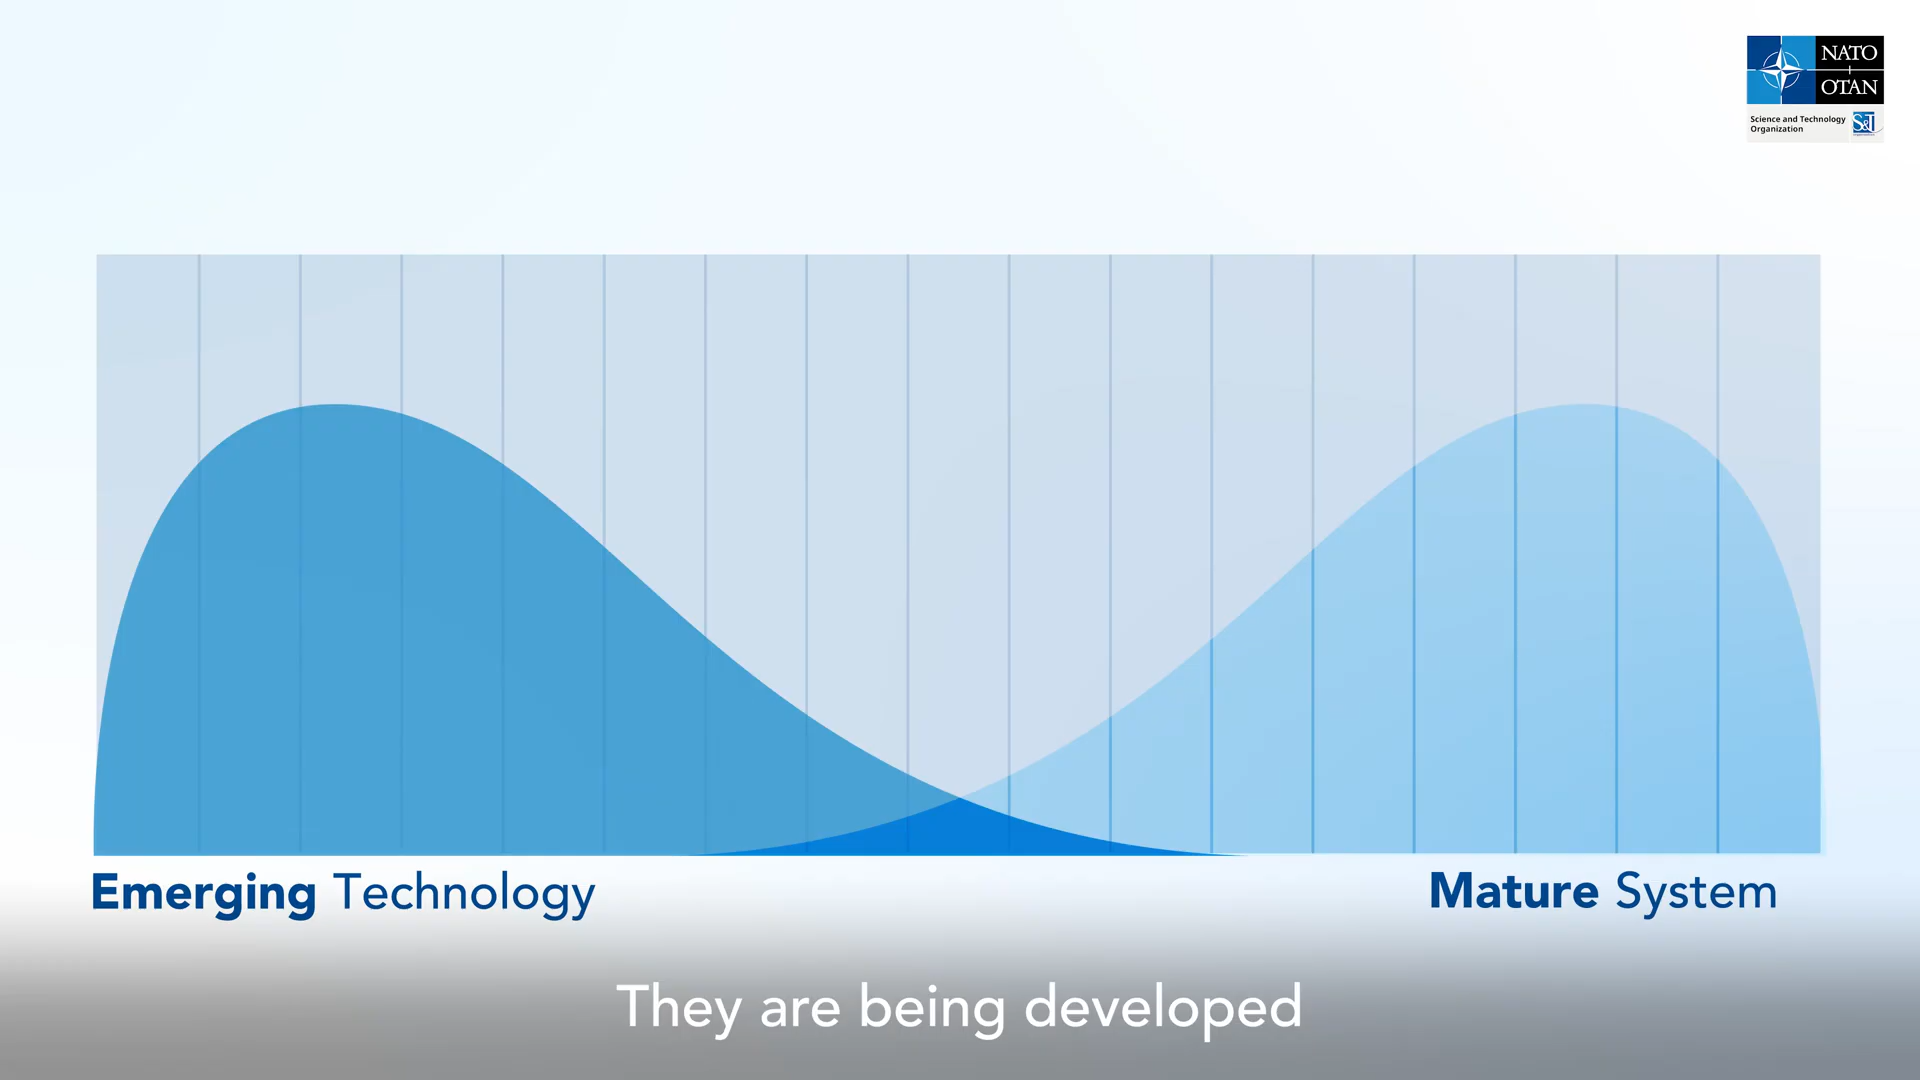 NATO
OTAN
Science and Technology
Organization
S&T
Emerging Technology
Mature System
They are being developed